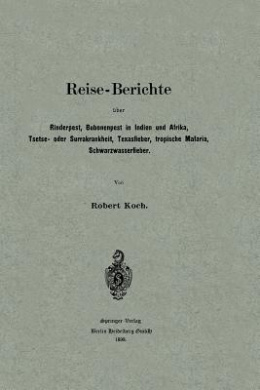 Reise-Berichte
über
Rinderpest, Bubonenpest in Indien und Afrika,
Tsetse- oder Surrakrankheit, Texasfieber, tropische Malaria,
Schwarzwasserfieber.
Von
Robert Koch.
Springer Verlag
Berlin Heidelberg GmbH
1898.